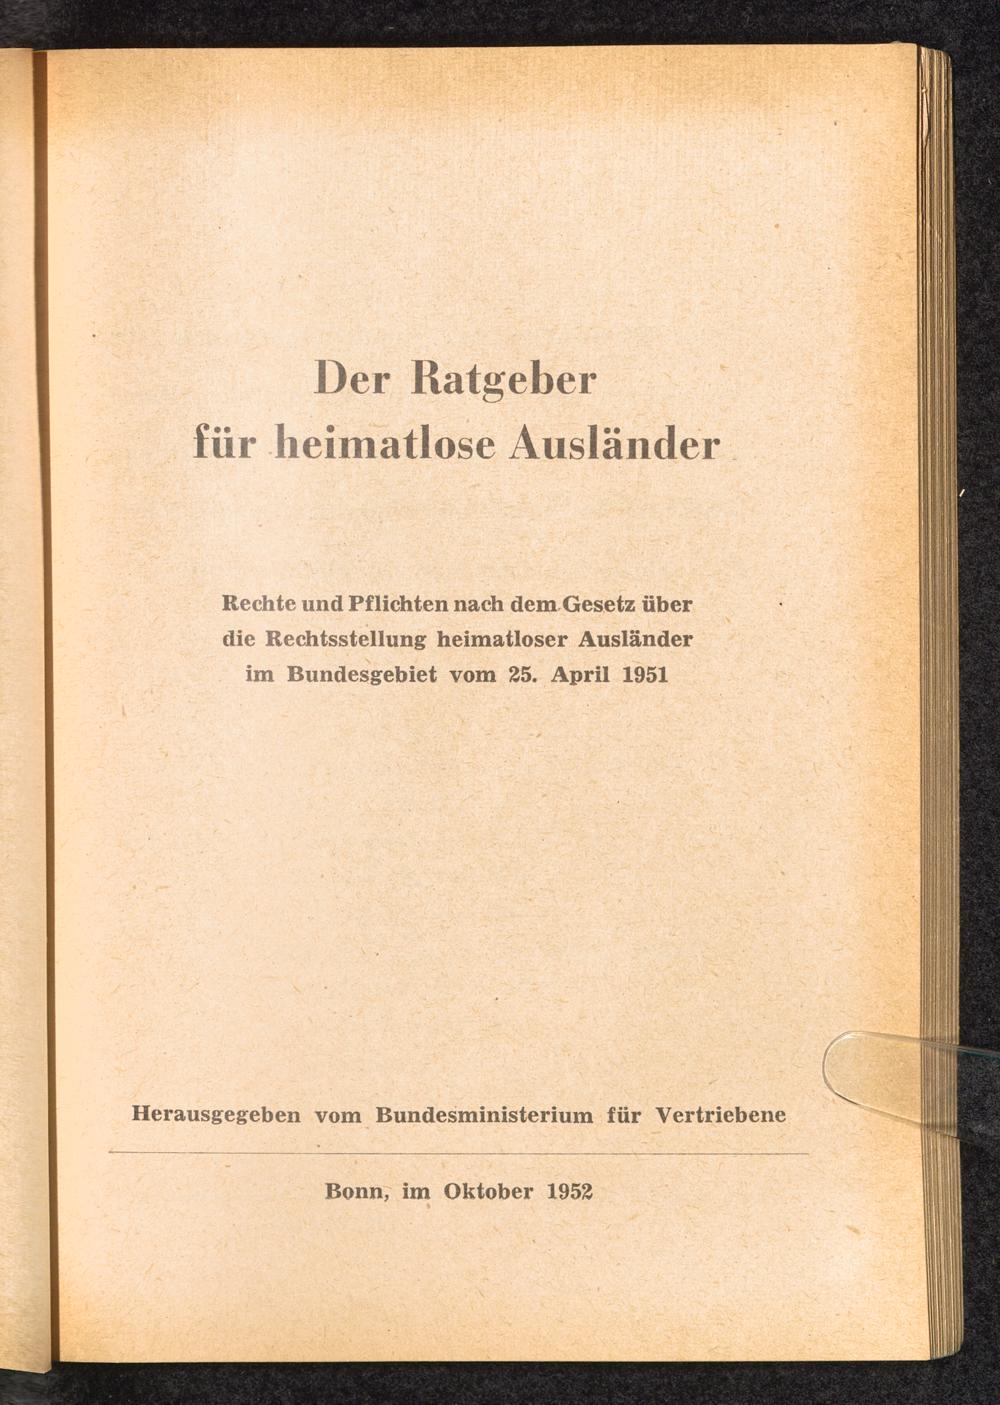 Der Ratgeber
für heimatlose Ausländer
Rechte und Pflichten nach dem Gesetz über
die Rechtsstellung heimatloser Ausländer
im Bundesgebiet vom 25. April 1951
Herausgegeben vom Bundesministerium für Vertriebene
Bonn, im Oktober 1952